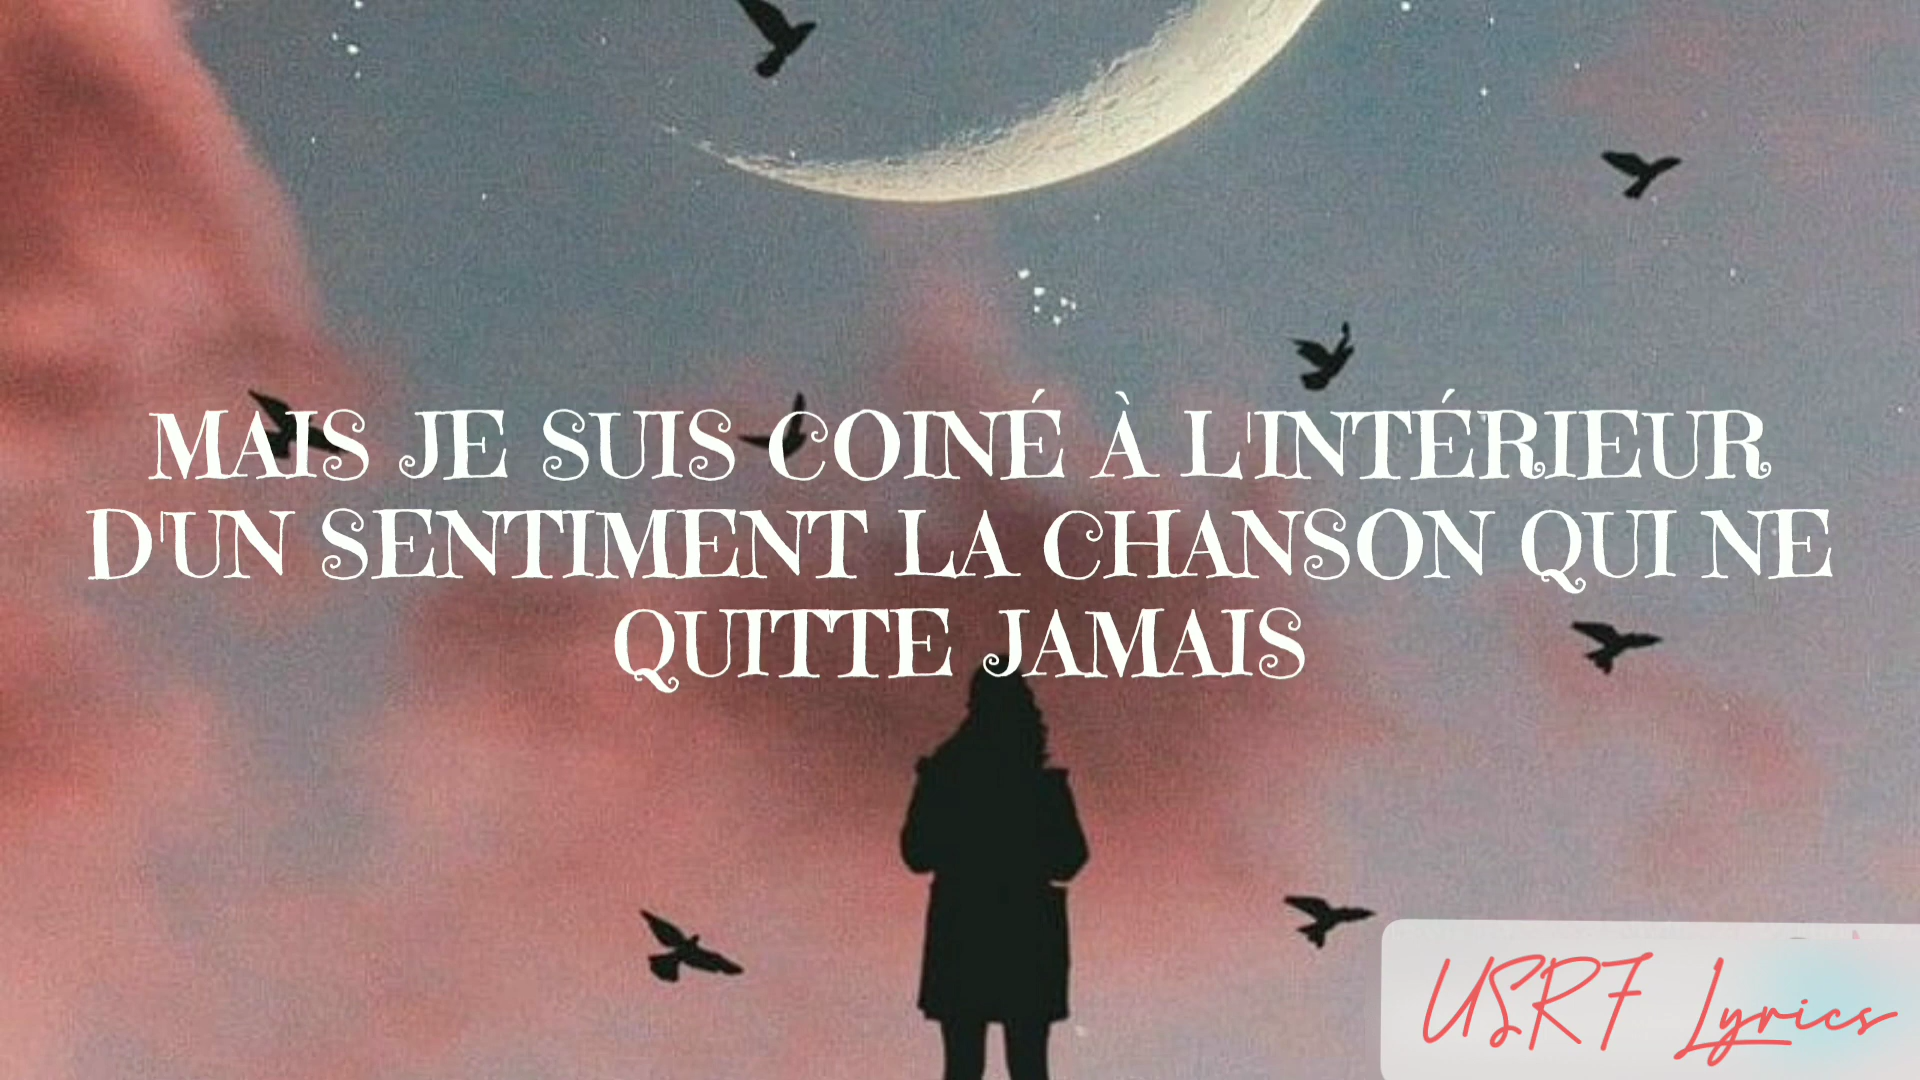 MAIS JE SUIS COINÉ À L'INTÉRIEUR
D'UN SENTIMENT LA CHANSON QUI NE
QUITTE JAMAIS
USRF Lyrics